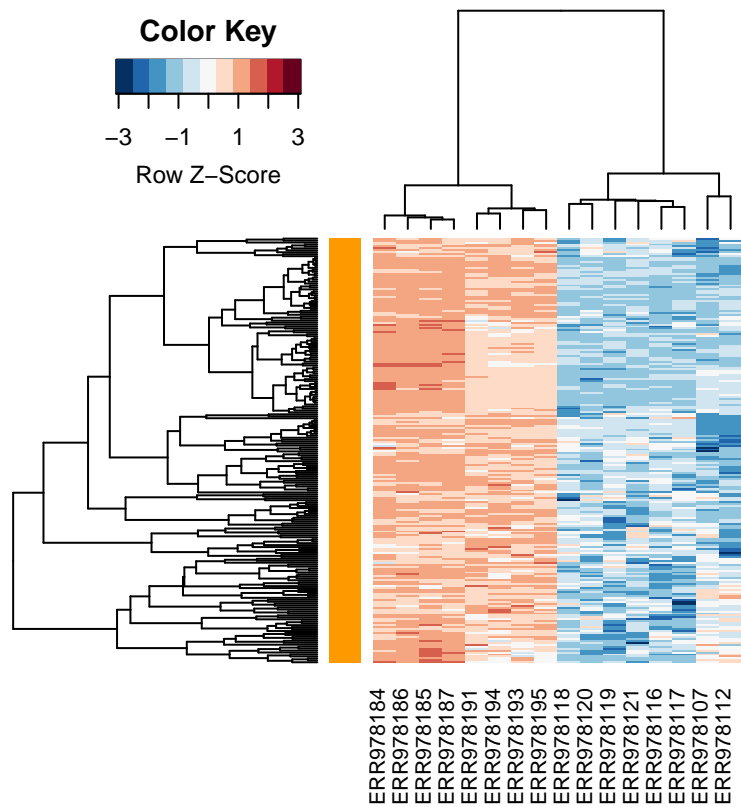 Color Key
−3 −1 1 3
Row Z−Score
ERR978184
ERR978186
ERR978185
ERR978187
ERR978191
ERR978194
ERR978193
ERR978195
ERR978118
ERR978120
ERR978119
ERR978121
ERR978116
ERR978117
ERR978107
ERR978112